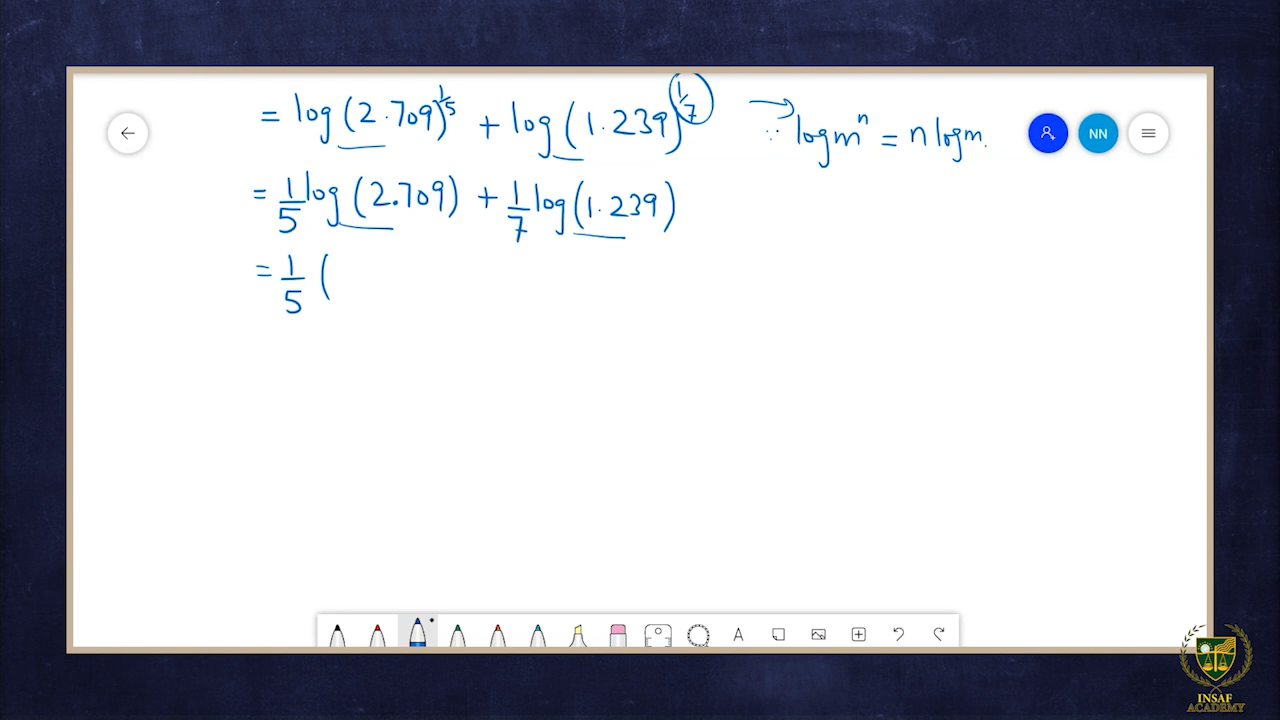 = log (2.709)^1/5 + log (1.239)^1/7 → ∵ log m^n = n log m.
= 1/5 log (2.709) + 1/7 log (1.239)
= 1/5 (
NN
A
INSAF
ACADEMY